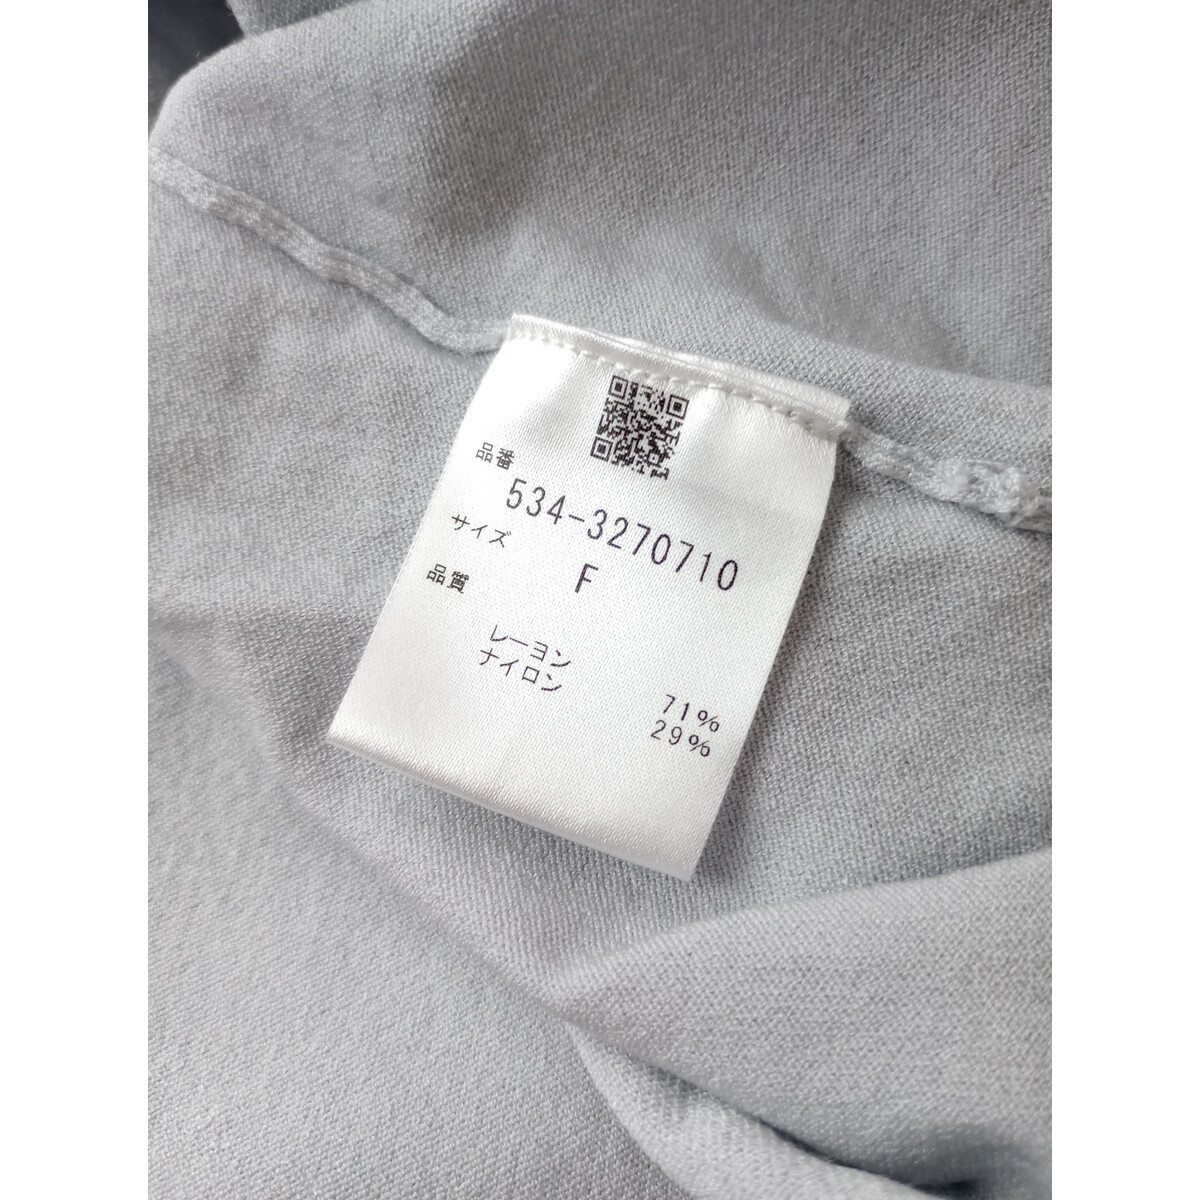 品番
534-3270710
サイズ F
品質
レーヨン 71%
ナイロン 29%